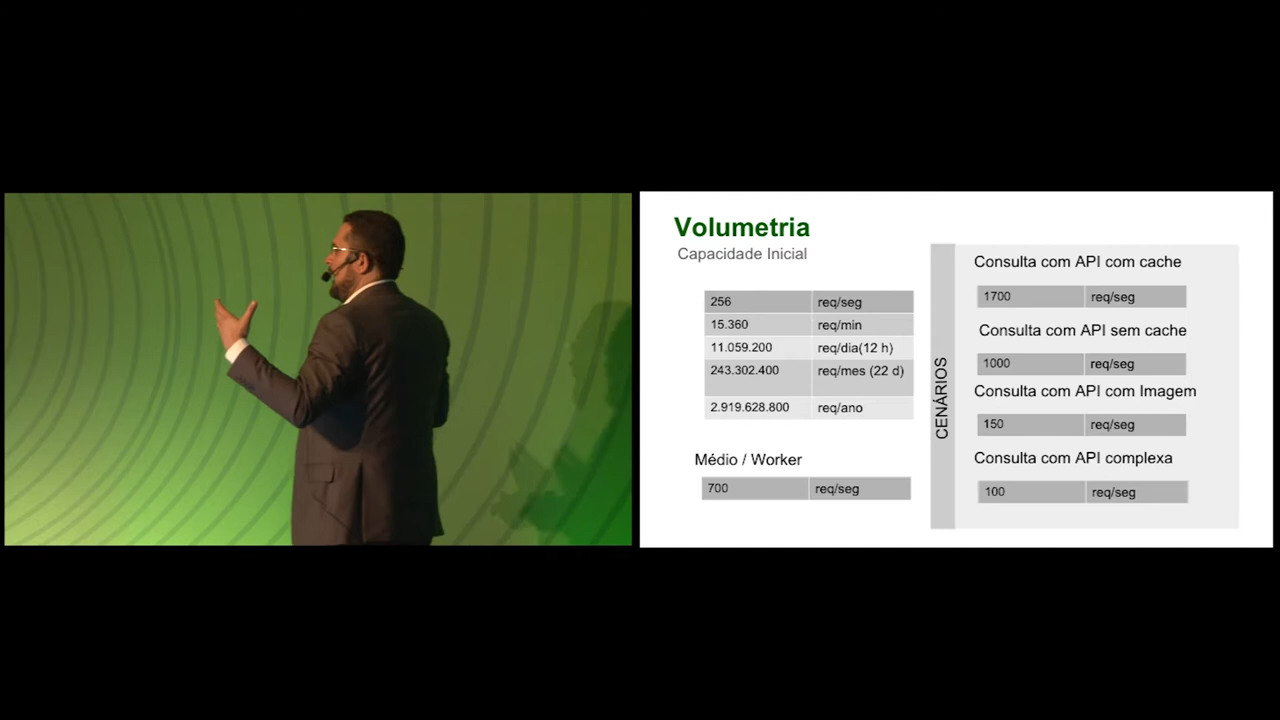 Volumetria
Capacidade Inicial
256 req/seg
15.360 req/min
11.059.200 req/dia(12 h)
243.302.400 req/mes (22 d)
2.919.628.800 req/ano
Médio / Worker
700 req/seg
CENÁRIOS
Consulta com API com cache
1700 req/seg
Consulta com API sem cache
1000 req/seg
Consulta com API com Imagem
150 req/seg
Consulta com API complexa
100 req/seg